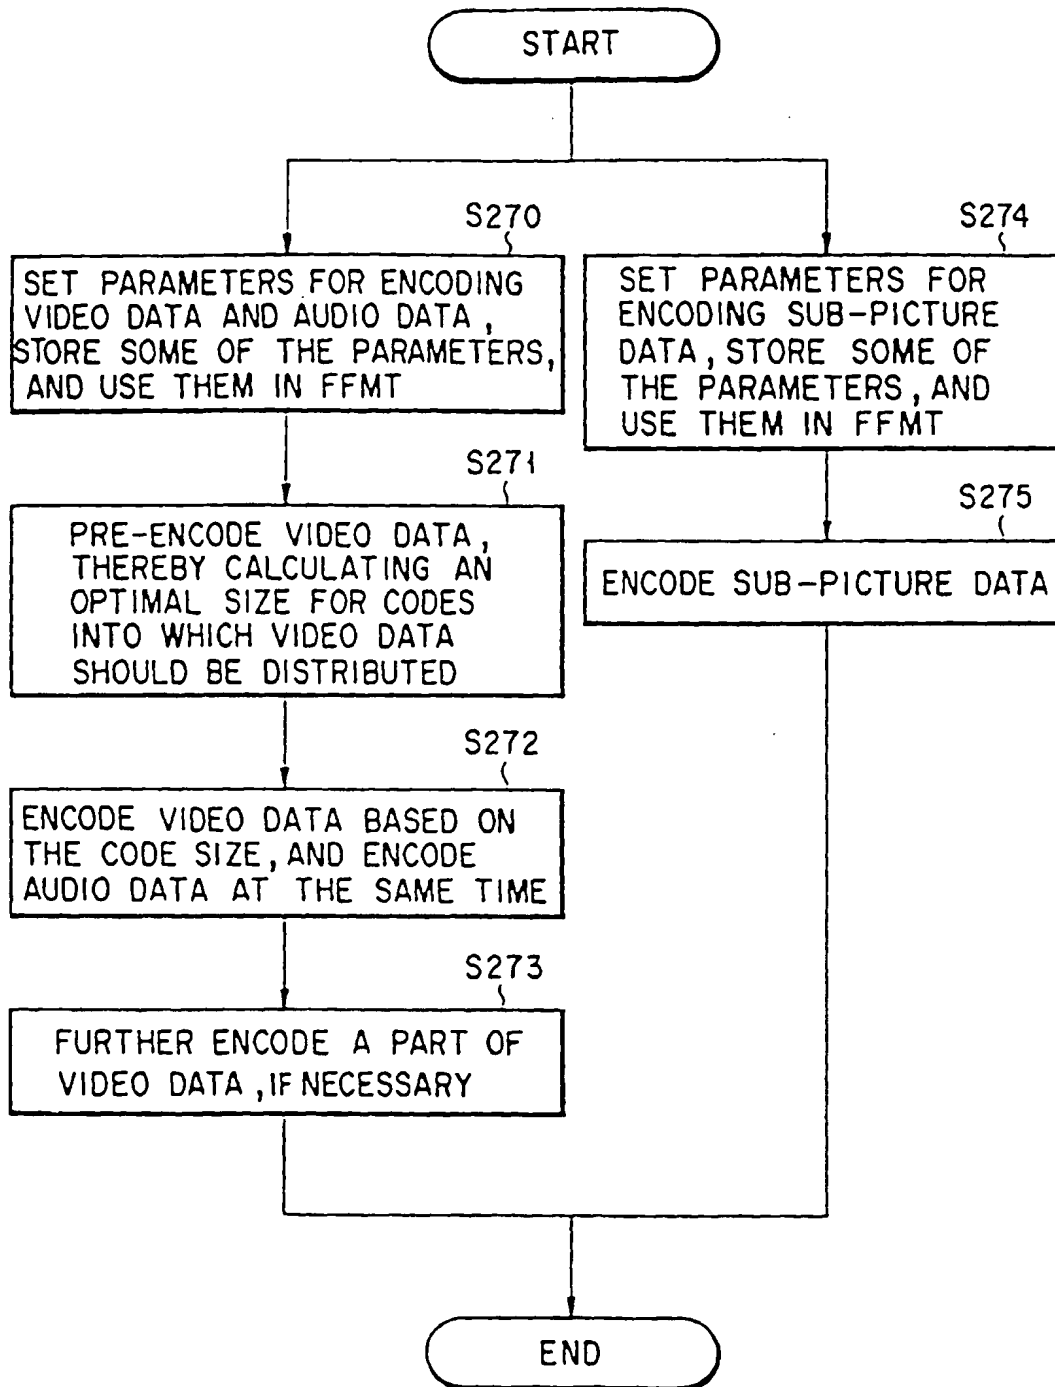 START
S270
SET PARAMETERS FOR ENCODING
VIDEO DATA AND AUDIO DATA,
STORE SOME OF THE PARAMETERS,
AND USE THEM IN FFMT
S271
PRE-ENCODE VIDEO DATA,
THEREBY CALCULATING AN
OPTIMAL SIZE FOR CODES
INTO WHICH VIDEO DATA
SHOULD BE DISTRIBUTED
S272
ENCODE VIDEO DATA BASED ON
THE CODE SIZE, AND ENCODE
AUDIO DATA AT THE SAME TIME
S273
FURTHER ENCODE A PART OF
VIDEO DATA, IF NECESSARY
S274
SET PARAMETERS FOR
ENCODING SUB-PICTURE
DATA, STORE SOME OF
THE PARAMETERS, AND
USE THEM IN FFMT
S275
ENCODE SUB-PICTURE DATA
END